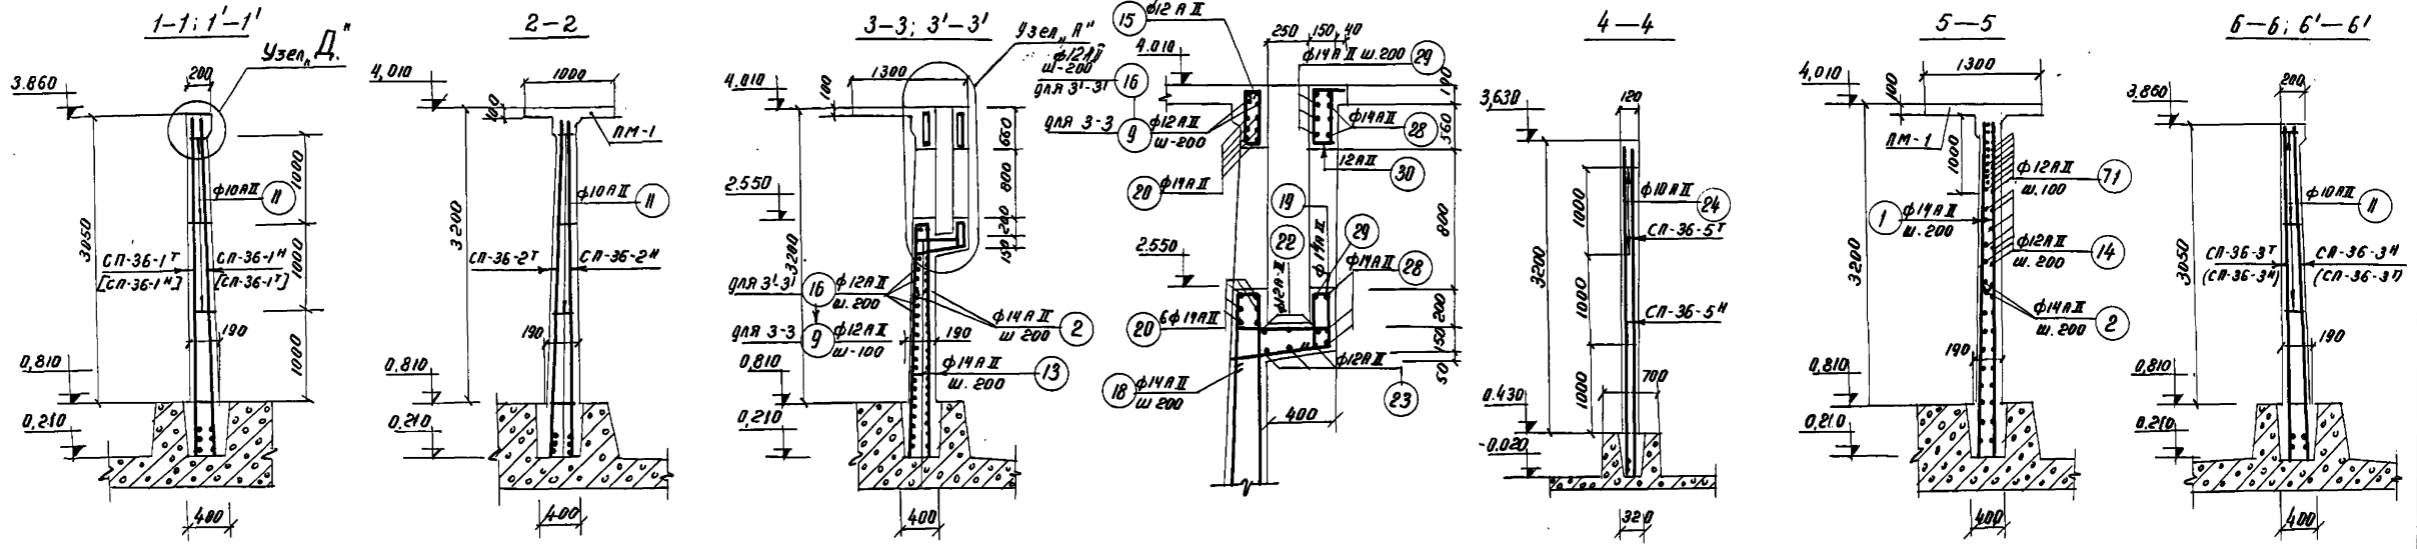 1-1; 1'-1'
Узел „Д"
200
3.860
3050
1000
1000
1000
ф10АII
11
СП-36-1Т
[СП-36-1Н]
СП-36-1Н
[СП-36-1Т]
190
0,810
0,210
400
2-2
4,010
1000
100
ПМ-1
3200
ф10АII
11
СП-36-2Т
СП-36-2Н
190
0.810
0,210
400
3-3; 3'-3'
Узел „А"
4,010
1300
100
660
800
200
150
2.550
3200
для 3'-3'
16
ф12АII
ш.200
для 3-3
9
ф12АII
ш-100
190
ф14АII
ш 200
2
ф14АII
ш. 200
13
0,810
0,210
400
15
ф12АII
4.010
250
150
40
ф12АII
ш-200
для 3'-3'
16
для 3-3
9
ф12АII
ш-200
20
ф14АII
ф14АII ш.200
29
ф14АII
28
12АII
30
100
560
800
200
150
50
19
22
ф14АII
ф12А-II
29
ф14АII
28
2.550
20
6ф14АII
18
ф14АII
ш 200
ф12АII
23
400
4-4
3,630
120
3200
1000
1000
1000
ф10АII
24
СП-36-5Т
СП-36-5Н
700
0.430
-0.020
320
5-5
4,010
1300
100
ПМ-1
1000
3200
ф12АII
ш.100
71
1
ф14АII
ш.200
ф12АII
ш.200
14
ф14АII
ш.200
2
190
0,810
0,210
400
6-6; 6'-6'
200
3.860
3050
ф10АII
11
СП-36-3Т
(СП-36-3Н)
СП-36-3Н
(СП-36-3Т)
190
0,810
0.210
400